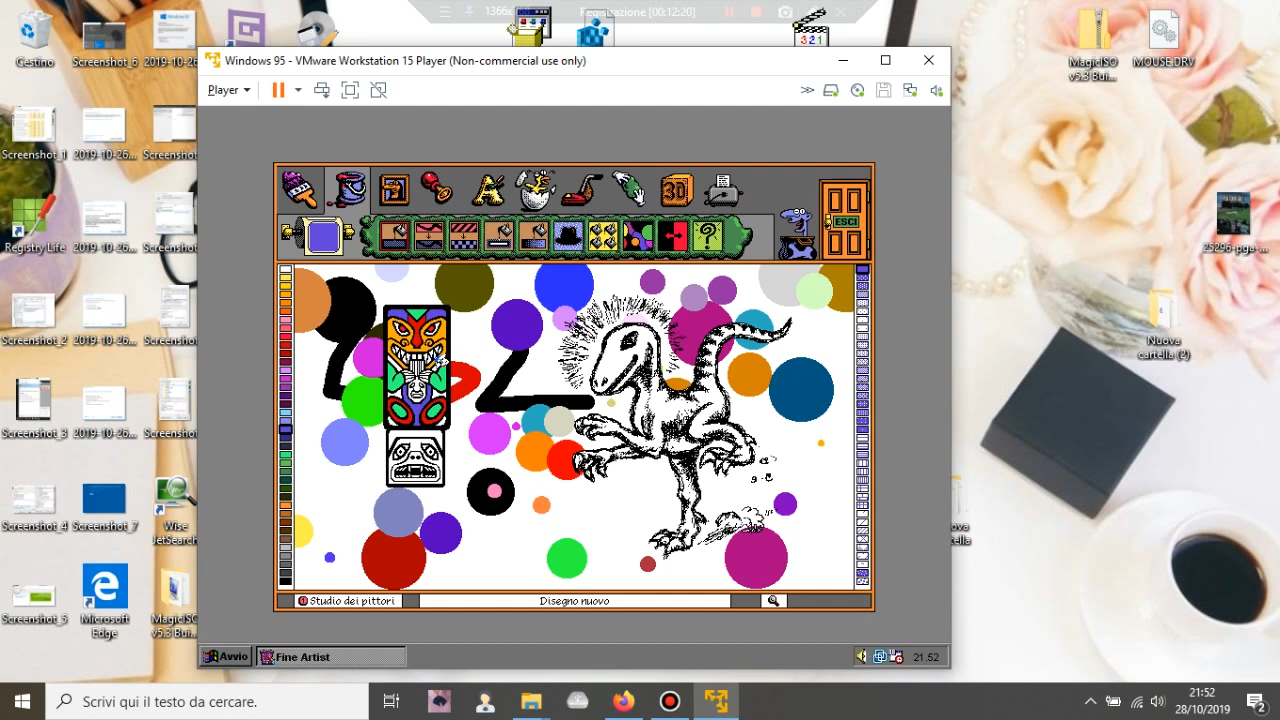 1366x
Registrazione [00:12:20]
Cestino
Screenshot_6
2019-10-26
321
MagicISO v5.3 Bui...
MOUSE.DRV
Windows 95 - VMware Workstation 15 Player (Non-commercial use only)
Player
Screenshot_1
2019-10-26...
Screenshot
3D
ESCI
Registry Life
2019-10-26...
Screenshot
25296-pga-...
Screenshot_2
2019-10-26...
Screenshot
Nuova cartella (2)
Screenshot_3
2019-10-26...
Screenshot
Screenshot_4
Screenshot_7
Wise JetSearch
Screenshot_5
Microsoft Edge
MagicISO v5.3 Bui...
Studio dei pittori
Disegno nuovo
Avvio
Fine Artist
21.52
Scrivi qui il testo da cercare.
21:52
28/10/2019
2